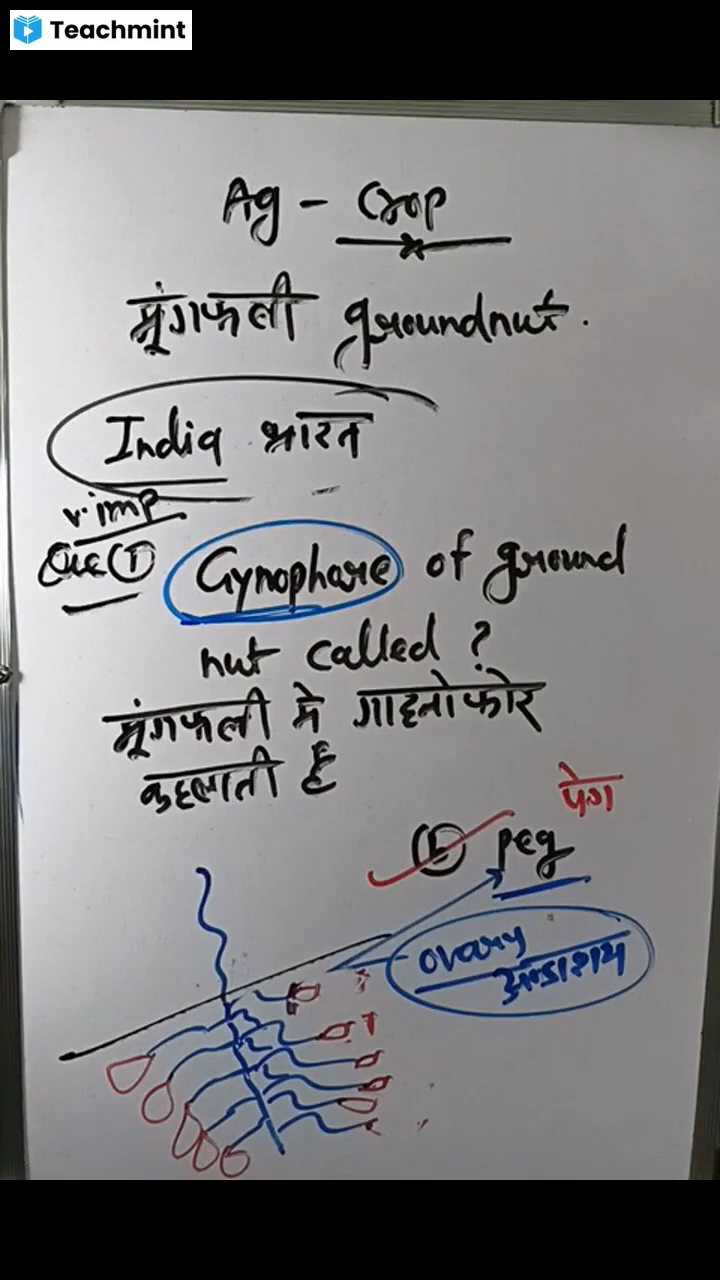 Teachmint
Ag - Crop
मूंगफली groundnut.
India भारत
v.imp
Que ① Gynophore of ground
nut called ?
मूंगफली मे गाइनोफोर
कहलाती है
पेग
(b) peg
ovary
अण्डाशय